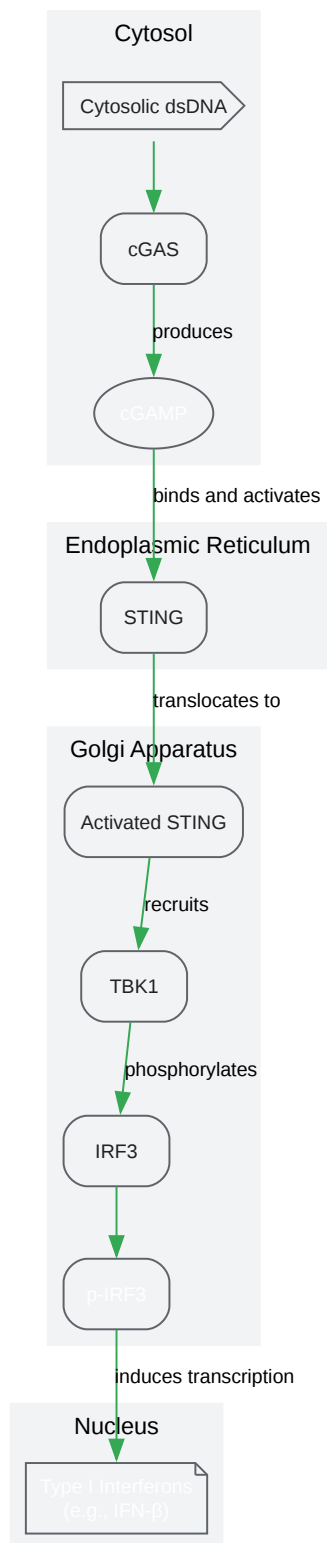 Cytosol
Cytosolic dsDNA
cGAS
produces
cGAMP
binds and activates
Endoplasmic Reticulum
STING
translocates to
Golgi Apparatus
Activated STING
recruits
TBK1
phosphorylates
IRF3
p-IRF3
induces transcription
Nucleus
Type I Interferons
(e.g., IFN-β)